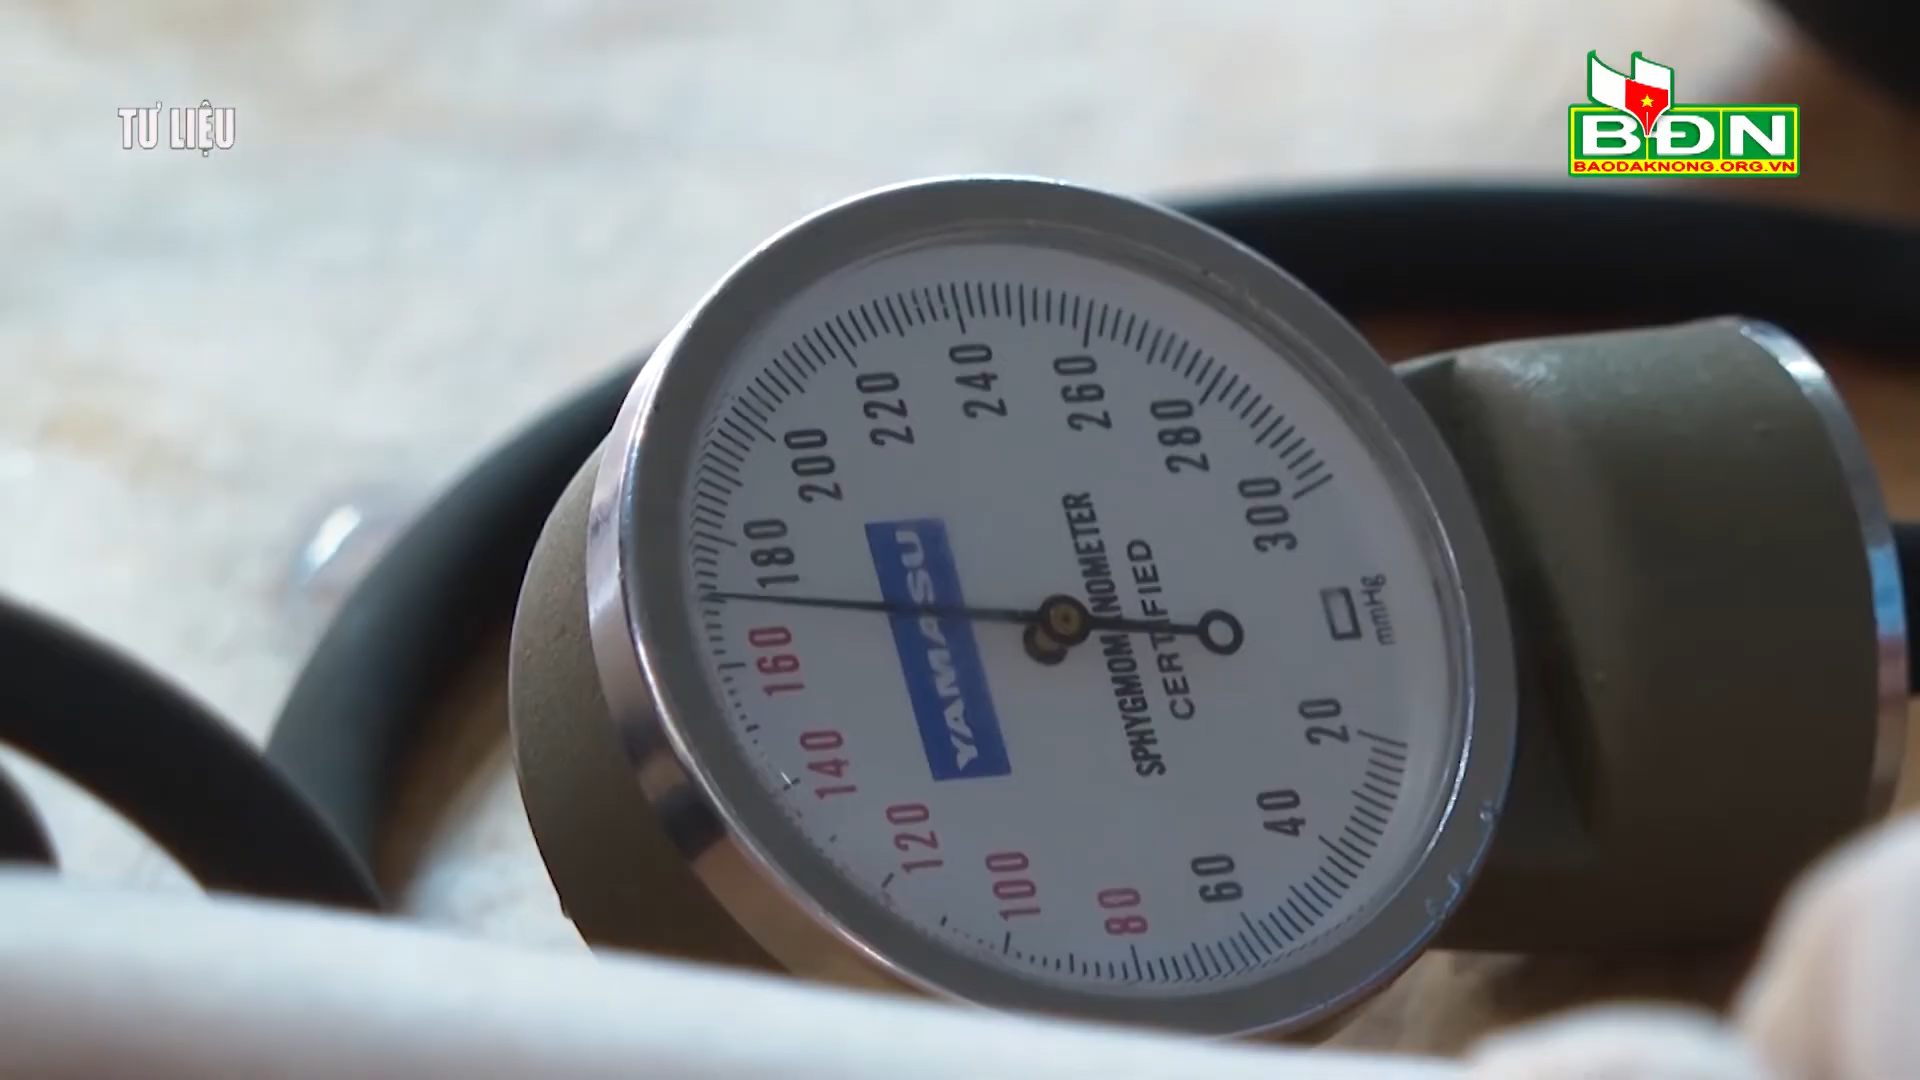 TƯ LIỆU
BĐN
BAODAKNONG.ORG.VN
20
40
60
80
100
120
140
160
180
200
220
240
260
280
300
mmHg
YAMASU
SPHYGMOMANOMETER
CERTIFIED